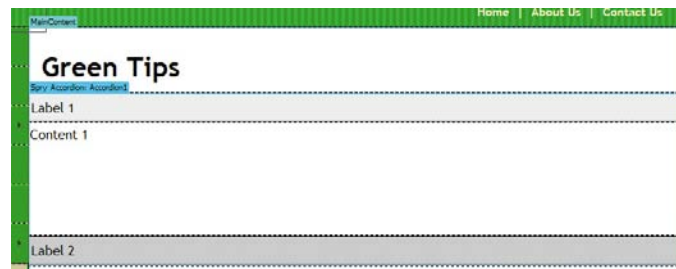 Home | About Us | Contact Us
MainContent
Green Tips
Spry Accordion: Accordion1
Label 1
Content 1
Label 2